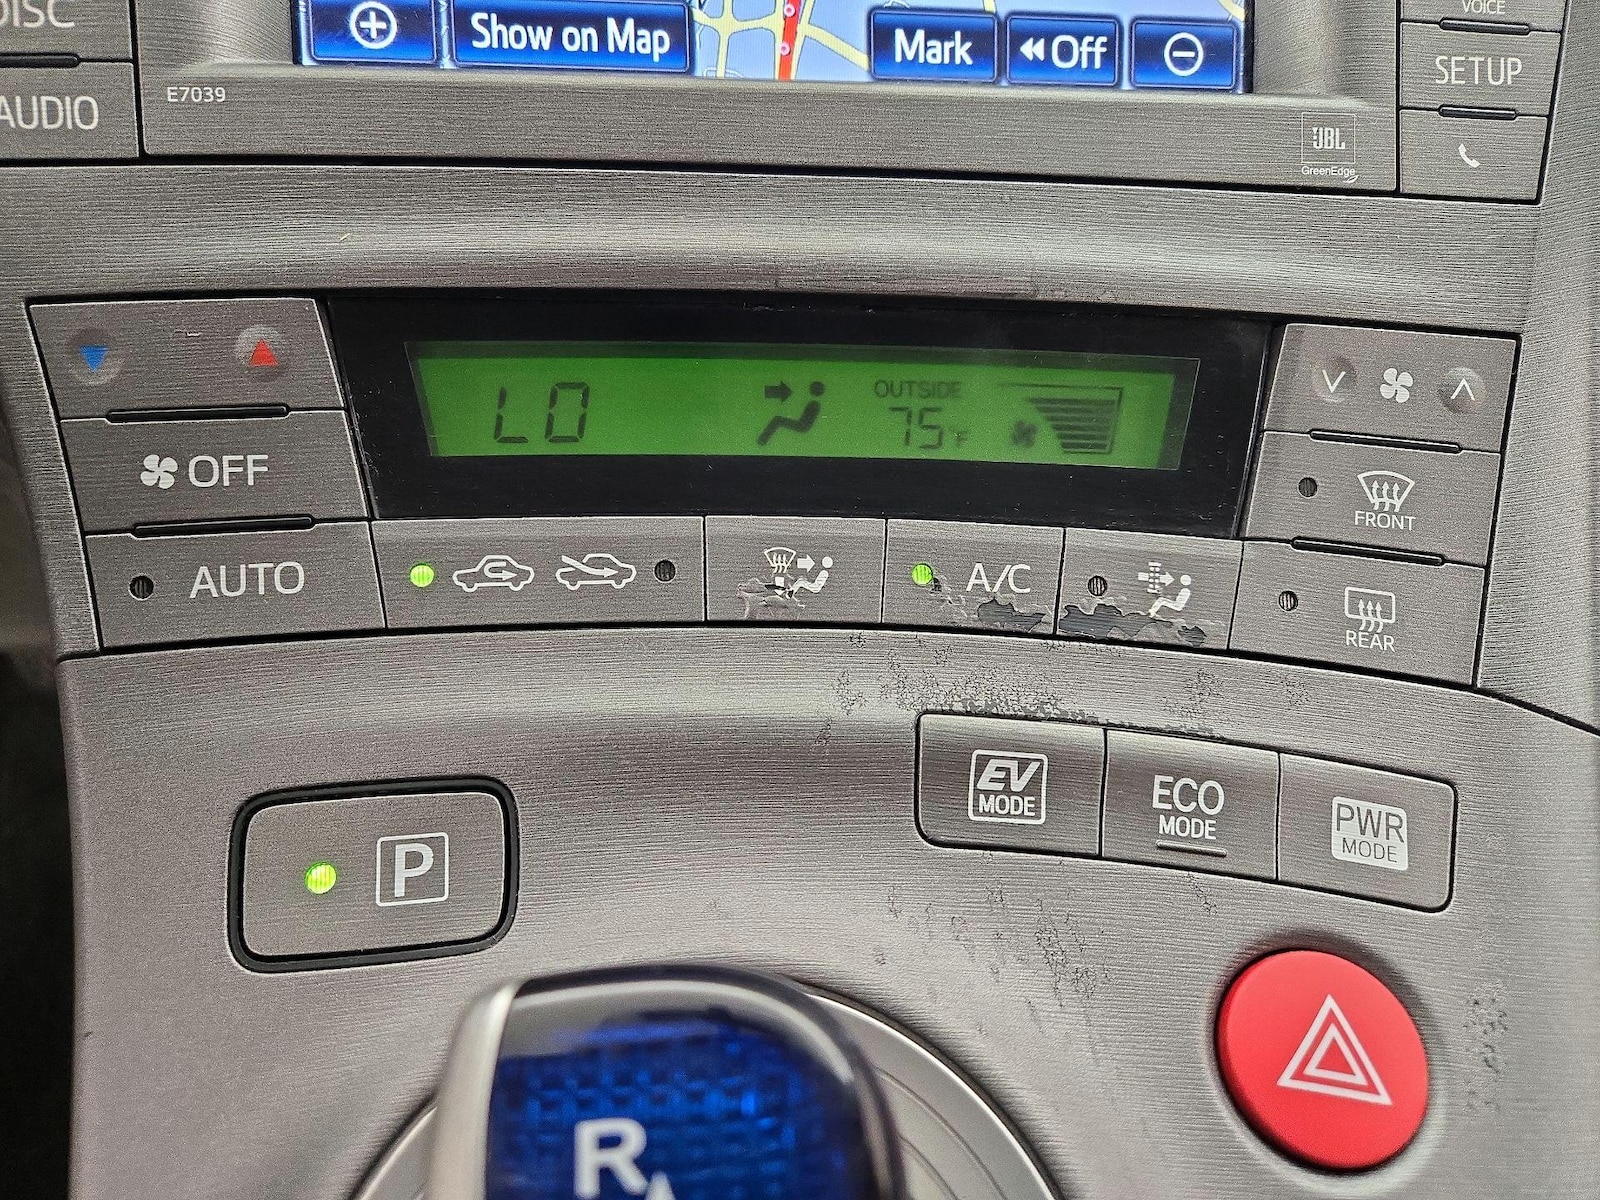 DISC
AUDIO
Show on Map
Mark
Off
E7039
JBL
GreenEdge
VOICE
SETUP
LO
OUTSIDE
75°F
OFF
AUTO
A/C
FRONT
REAR
P
EV
MODE
ECO
MODE
PWR
MODE
R